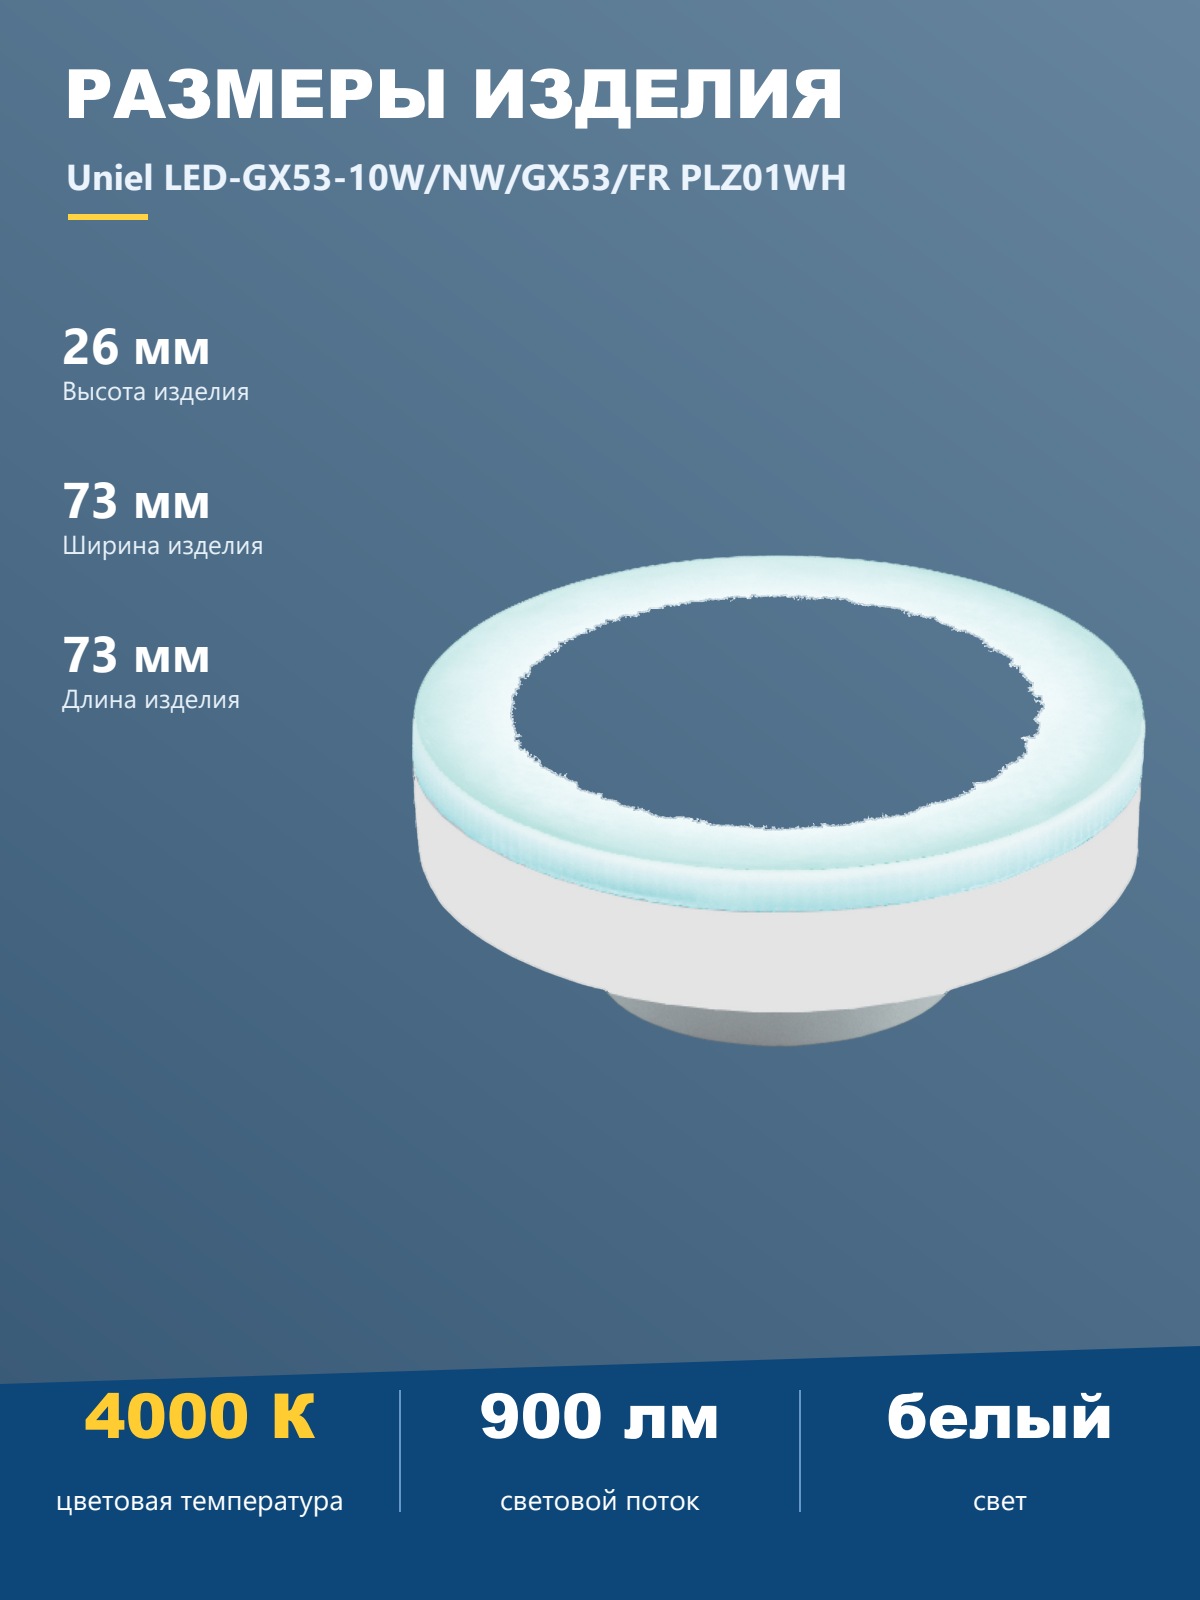 РАЗМЕРЫ ИЗДЕЛИЯ
Uniel LED-GX53-10W/NW/GX53/FR PLZ01WH
26 мм
Высота изделия
73 мм
Ширина изделия
73 мм
Длина изделия
4000 К
цветовая температура
900 лм
световой поток
белый
свет